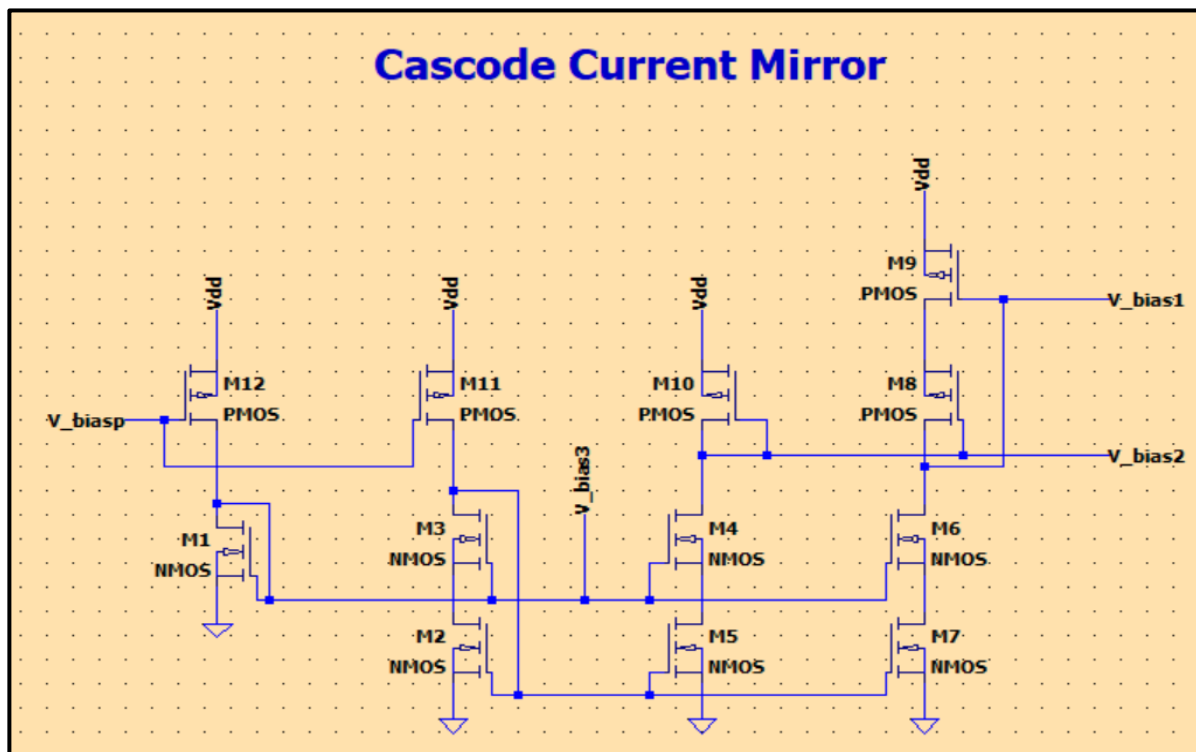 Cascode Current Mirror
Vdd
M9
PMOS
V_bias1
Vdd
Vdd
Vdd
M12
PMOS
M11
PMOS
M10
PMOS
M8
PMOS
V_biasp
V_bias3
V_bias2
M1
NMOS
M3
NMOS
M4
NMOS
M6
NMOS
M2
NMOS
M5
NMOS
M7
NMOS